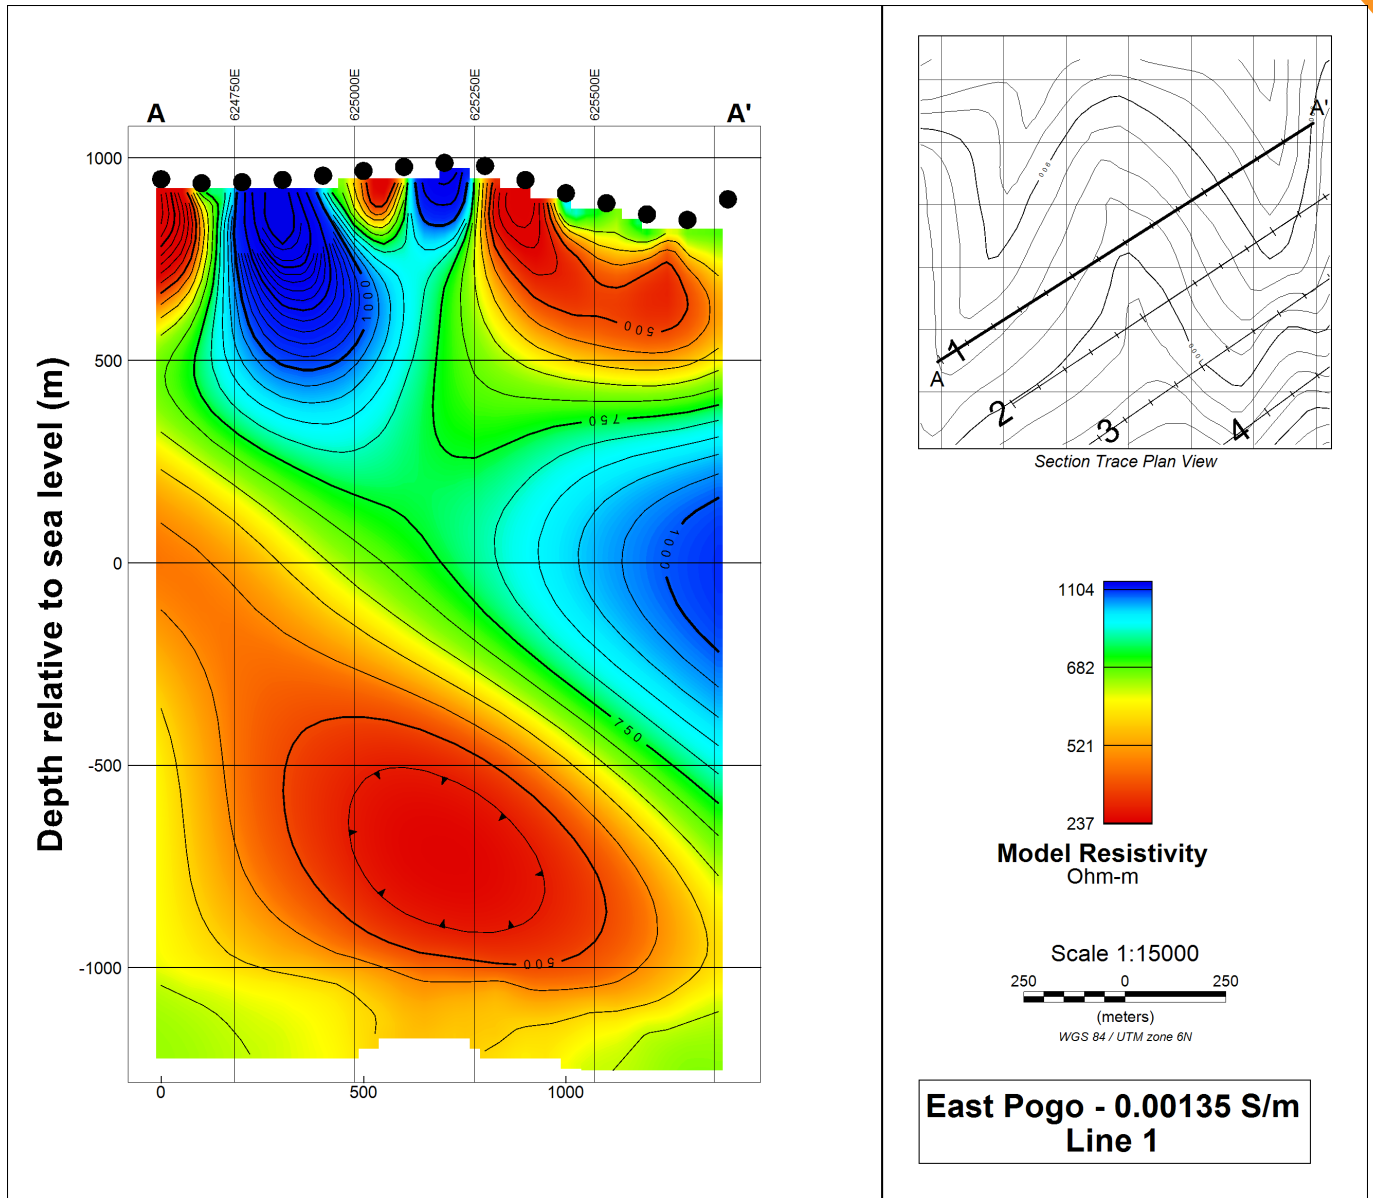 624750E
625000E
625250E
625500E
A
A'
1000
500
0
-500
-1000
Depth relative to sea level (m)
1000
500
750
1000
750
500
0
500
1000
900
A'
1
A
2
3
4
Section Trace Plan View
1104
682
521
237
Model Resistivity
Ohm-m
Scale 1:15000
250 0 250
(meters)
WGS 84 / UTM zone 6N
East Pogo - 0.00135 S/m
Line 1